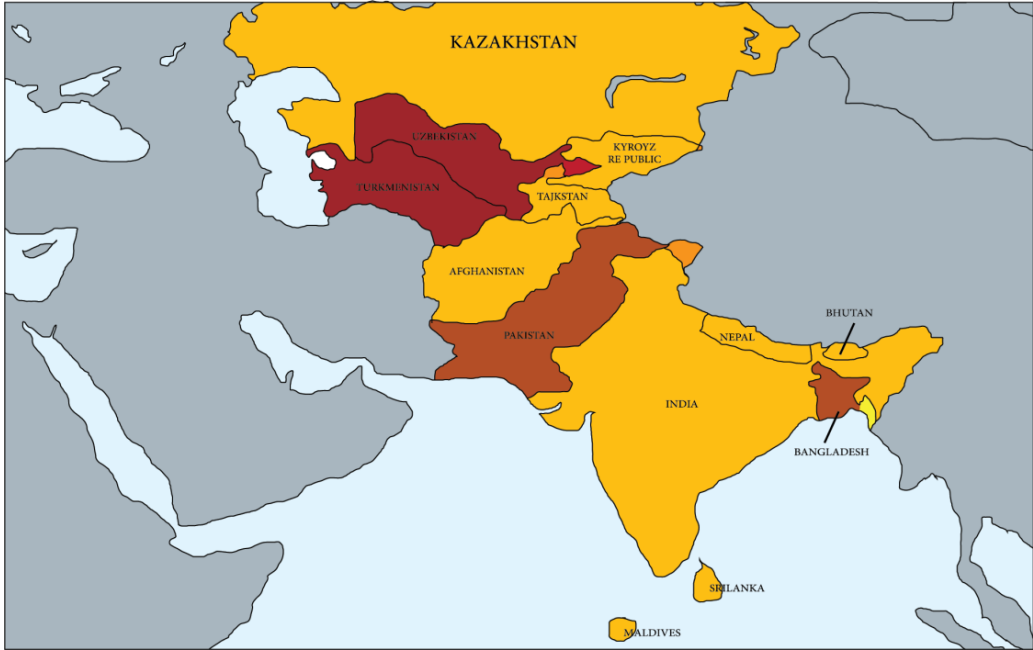 KAZAKHSTAN
UZBEKISTAN
KYROYZ
RE PUBLIC
TURKMENISTAN
TAJKSTAN
AFGHANISTAN
BHUTAN
PAKISTAN
NEPAL
INDIA
BANGLADESH
SRILANKA
MALDIVES